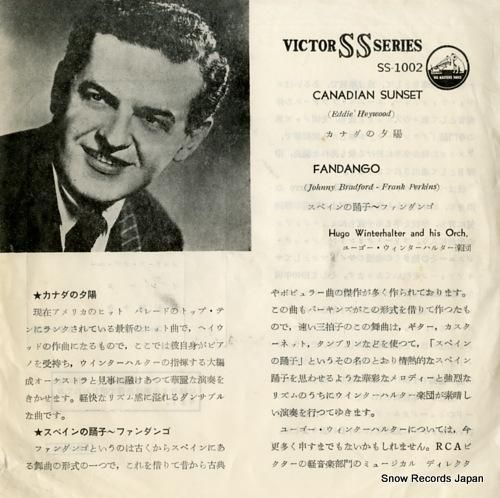 VICTOR SS SERIES
SS-1002
HIS MASTERS VOICE
CANADIAN SUNSET
(Eddie Heywood)
カナダの夕陽
FANDANGO
(Johnny Bradford - Frank Perkins)
スペインの踊子～ファンダンゴ
Hugo Winterhalter and his Orch.
ユーゴー・ウィンターハルター楽団
★カナダの夕陽
現在アメリカのヒット パレードのトップ・テ
ンにランクされている最新のヒット曲で，ヘイウ
ッドの作曲になるもので，ここでは彼自身がピア
ノを受持ち，ウインターハルターの指揮する大編
成オーケストラと見事に融けあつて華麗な演奏を
きかせます。軽快なリズム感に溢れるダンサブル
な曲です。
★スペインの踊子～ファンダンゴ
ファンダンゴというのは古くからスペインにあ
る舞曲の形式の一つで，これを借りて昔から古典
やポピュラー曲の傑作が多く作られております。
この曲もパーキンズがこの形式を借りて作つたも
ので，速い三拍子のこの舞曲は，ギター，カスタ
ーネット，タンブリンなどを使つて，「スペイン
の踊子」というその名のとおり情熱的なスペイン
踊子を思わせるような華彩なメロディーと強烈な
リズムのうちにウインターハルター楽団が素晴し
い演奏を行つてゆきます。
ユーゴー・ウィンターハルターについては，今
更多く申すまでもないかもしれません。RCAビ
クターの軽音楽部門のミュージカル ディレクタ
Snow Records Japan